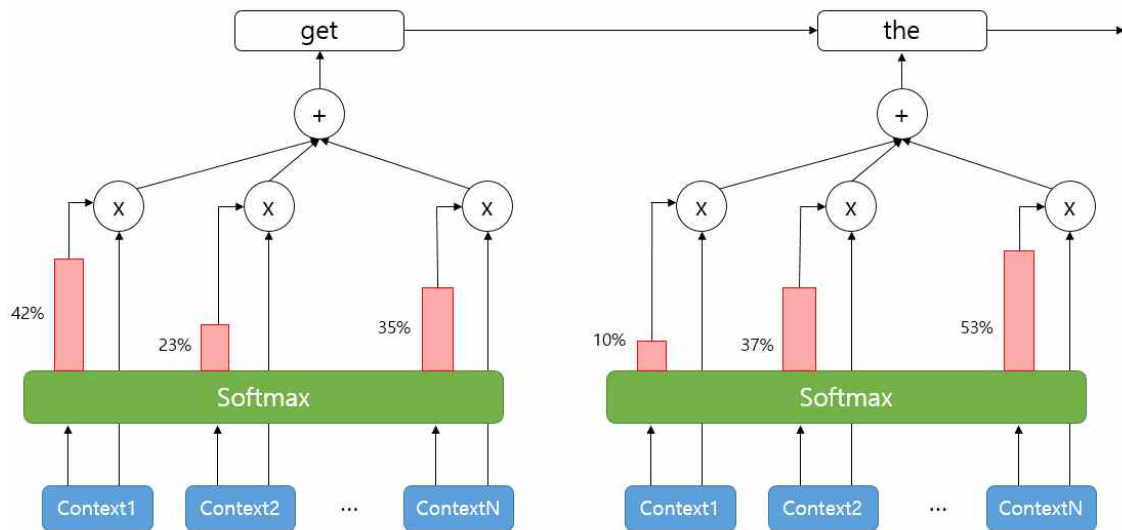 get
the
+
+
x
x
x
x
x
x
42%
23%
35%
10%
37%
53%
Softmax
Softmax
Context1
Context2
...
ContextN
Context1
Context2
...
ContextN